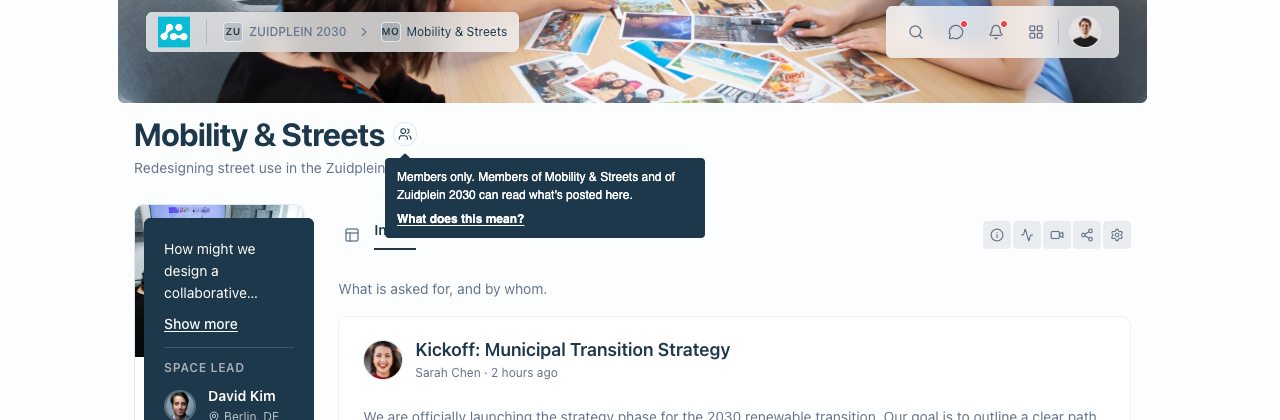 ZU ZUIDPLEIN 2030 > MO Mobility & Streets
Mobility & Streets
Redesigning street use in the Zuidplein
Members only. Members of Mobility & Streets and of
Zuidplein 2030 can read what's posted here.
What does this mean?
How might we
design a
collaborative...
Show more
SPACE LEAD
David Kim
Berlin, DE
What is asked for, and by whom.
Kickoff: Municipal Transition Strategy
Sarah Chen · 2 hours ago
We are officially launching the strategy phase for the 2030 renewable transition. Our goal is to outline a clear path